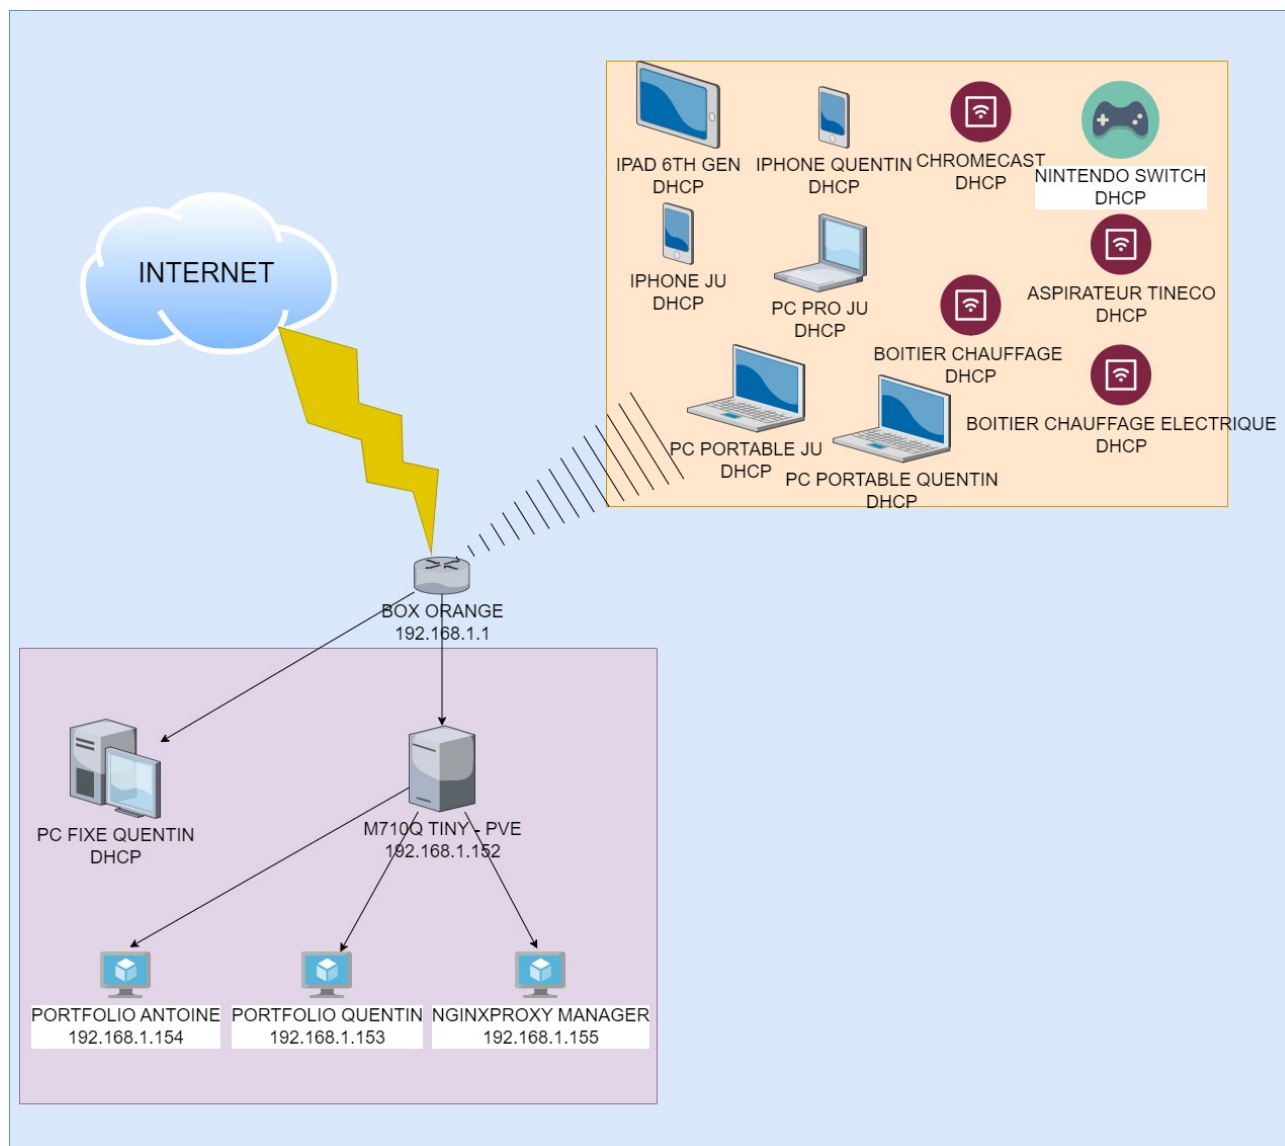 IPAD 6TH GEN
DHCP
IPHONE QUENTIN
DHCP
CHROMECAST
DHCP
NINTENDO SWITCH
DHCP
INTERNET
IPHONE JU
DHCP
PC PRO JU
DHCP
ASPIRATEUR TINECO
DHCP
BOITIER CHAUFFAGE
DHCP
BOITIER CHAUFFAGE ELECTRIQUE
DHCP
PC PORTABLE JU
DHCP
PC PORTABLE QUENTIN
DHCP
BOX ORANGE
192.168.1.1
PC FIXE QUENTIN
DHCP
M710Q TINY - PVE
192.168.1.152
PORTFOLIO ANTOINE
192.168.1.154
PORTFOLIO QUENTIN
192.168.1.153
NGINXPROXY MANAGER
192.168.1.155